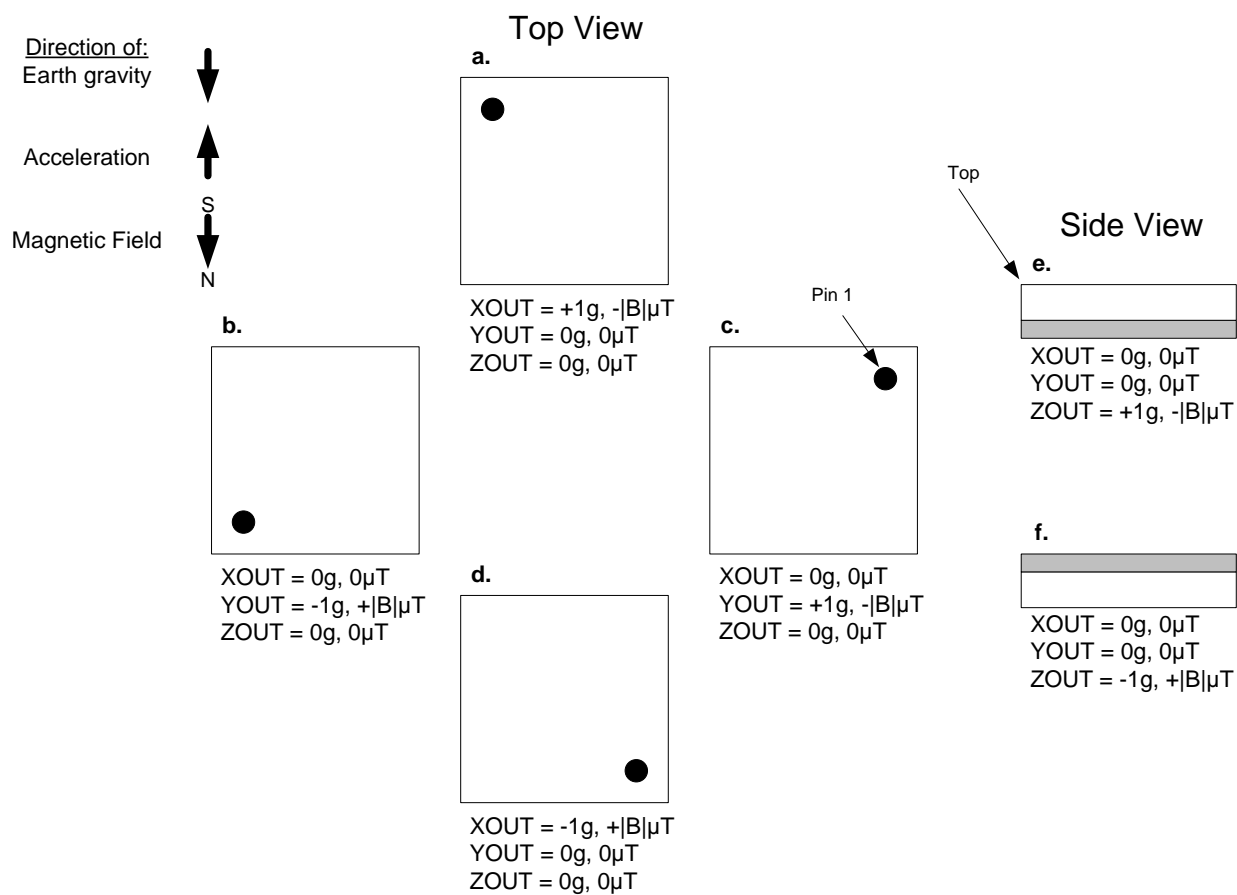 Top View
Direction of:
Earth gravity
Acceleration
S
Magnetic Field
N
a.
XOUT = +1g, -|B|µT
YOUT = 0g, 0µT
ZOUT = 0g, 0µT
b.
XOUT = 0g, 0µT
YOUT = -1g, +|B|µT
ZOUT = 0g, 0µT
c.
Pin 1
XOUT = 0g, 0µT
YOUT = +1g, -|B|µT
ZOUT = 0g, 0µT
d.
XOUT = -1g, +|B|µT
YOUT = 0g, 0µT
ZOUT = 0g, 0µT
Top
Side View
e.
XOUT = 0g, 0µT
YOUT = 0g, 0µT
ZOUT = +1g, -|B|µT
f.
XOUT = 0g, 0µT
YOUT = 0g, 0µT
ZOUT = -1g, +|B|µT